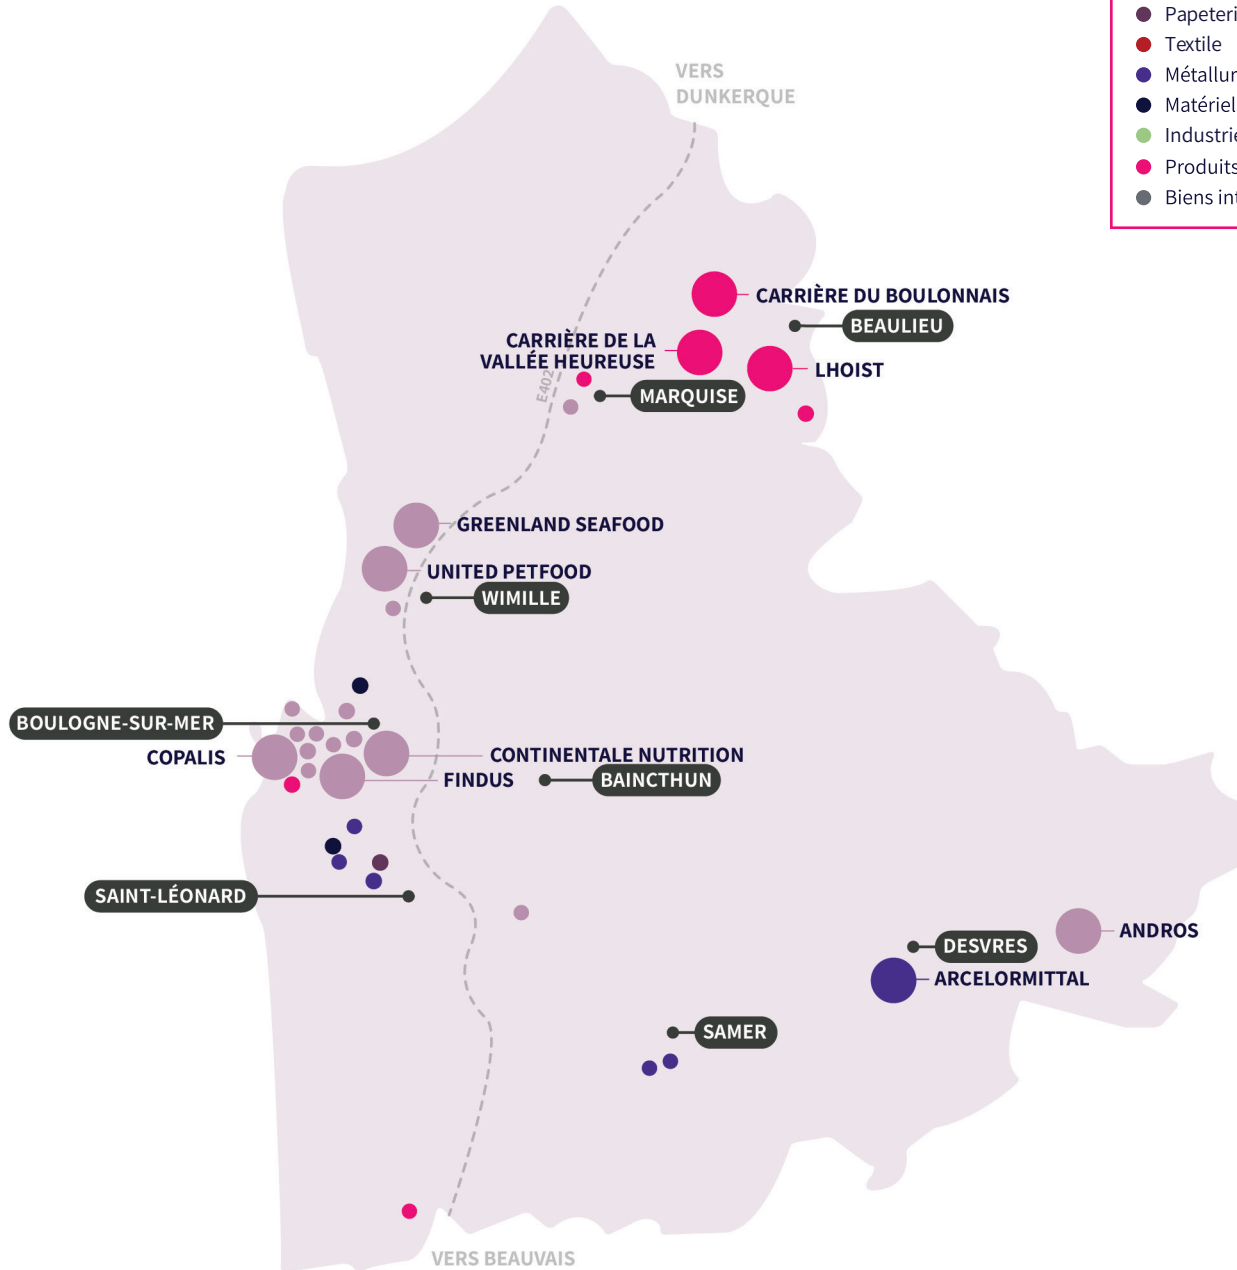 Papeteri
Textile
Métallur
Matériel
Industrie
Produits
Biens int
VERS
DUNKERQUE
CARRIÈRE DU BOULONNAIS
BEAULIEU
CARRIÈRE DE LA
VALLÉE HEUREUSE
LHOIST
E402
MARQUISE
GREENLAND SEAFOOD
UNITED PETFOOD
WIMILLE
BOULOGNE-SUR-MER
COPALIS
CONTINENTALE NUTRITION
FINDUS
BAINCTHUN
SAINT-LÉONARD
ANDROS
DESVRES
ARCELORMITTAL
SAMER
VERS BEAUVAIS